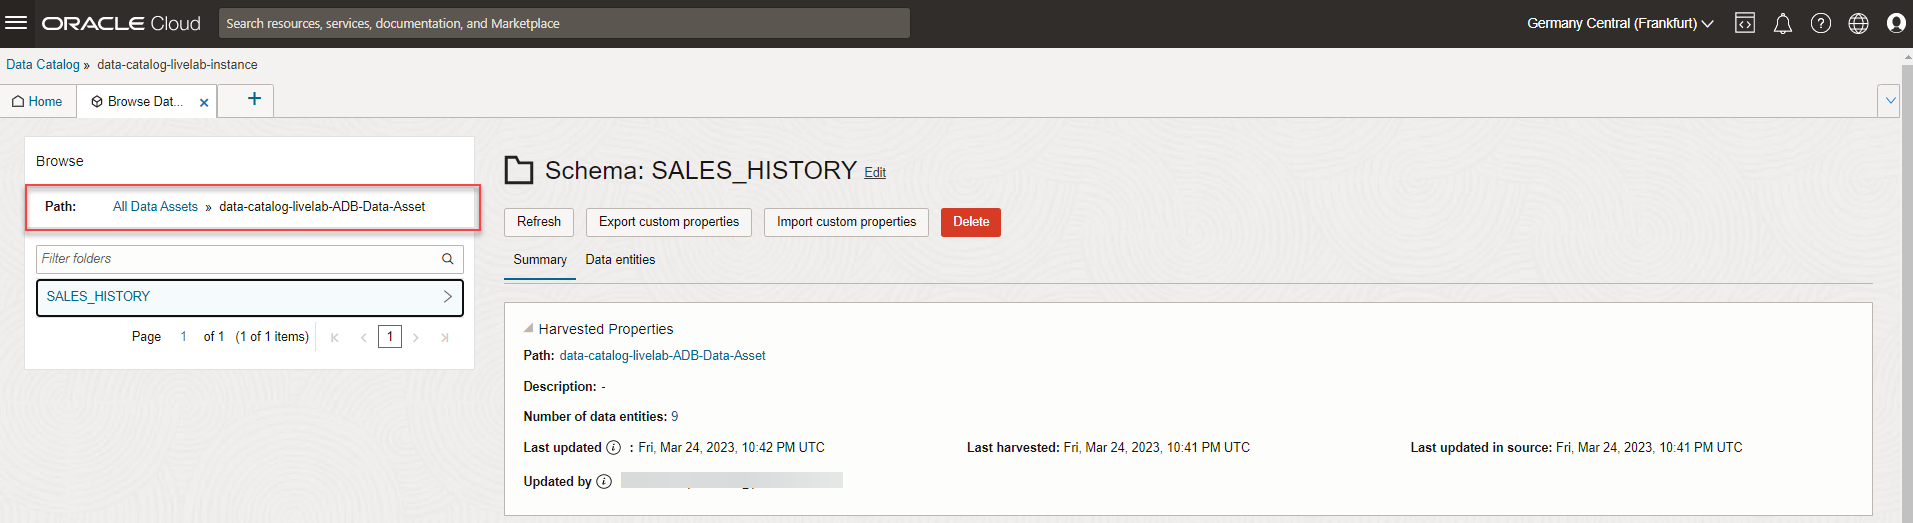 ORACLE Cloud
Search resources, services, documentation, and Marketplace
Germany Central (Frankfurt)
Data Catalog » data-catalog-livelab-instance
Home
Browse Dat...
Browse
Path: All Data Assets » data-catalog-livelab-ADB-Data-Asset
Filter folders
SALES_HISTORY
Page 1 of 1 (1 of 1 items) 1
Schema: SALES_HISTORY Edit
Refresh Export custom properties Import custom properties Delete
Summary Data entities
Harvested Properties
Path: data-catalog-livelab-ADB-Data-Asset
Description: -
Number of data entities: 9
Last updated : Fri, Mar 24, 2023, 10:42 PM UTC Last harvested: Fri, Mar 24, 2023, 10:41 PM UTC Last updated in source: Fri, Mar 24, 2023, 10:41 PM UTC
Updated by